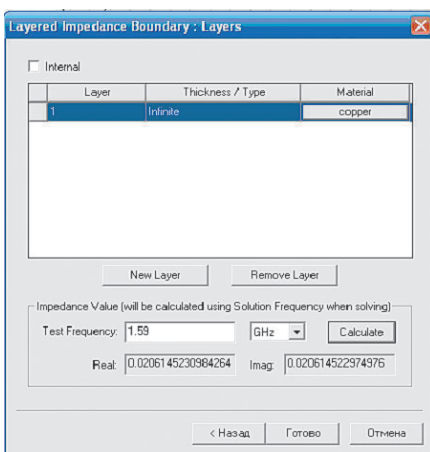 Layered Impedance Boundary : Layers
Internal
Layer Thickness / Type Material
1 Infinite copper
New Layer Remove Layer
Impedance Value (will be calculated using Solution Frequency when solving)
Test Frequency: 1.59 GHz Calculate
Real: 0.0206145230984264 Imag: 0.020614522974976
< Назад Готово Отмена